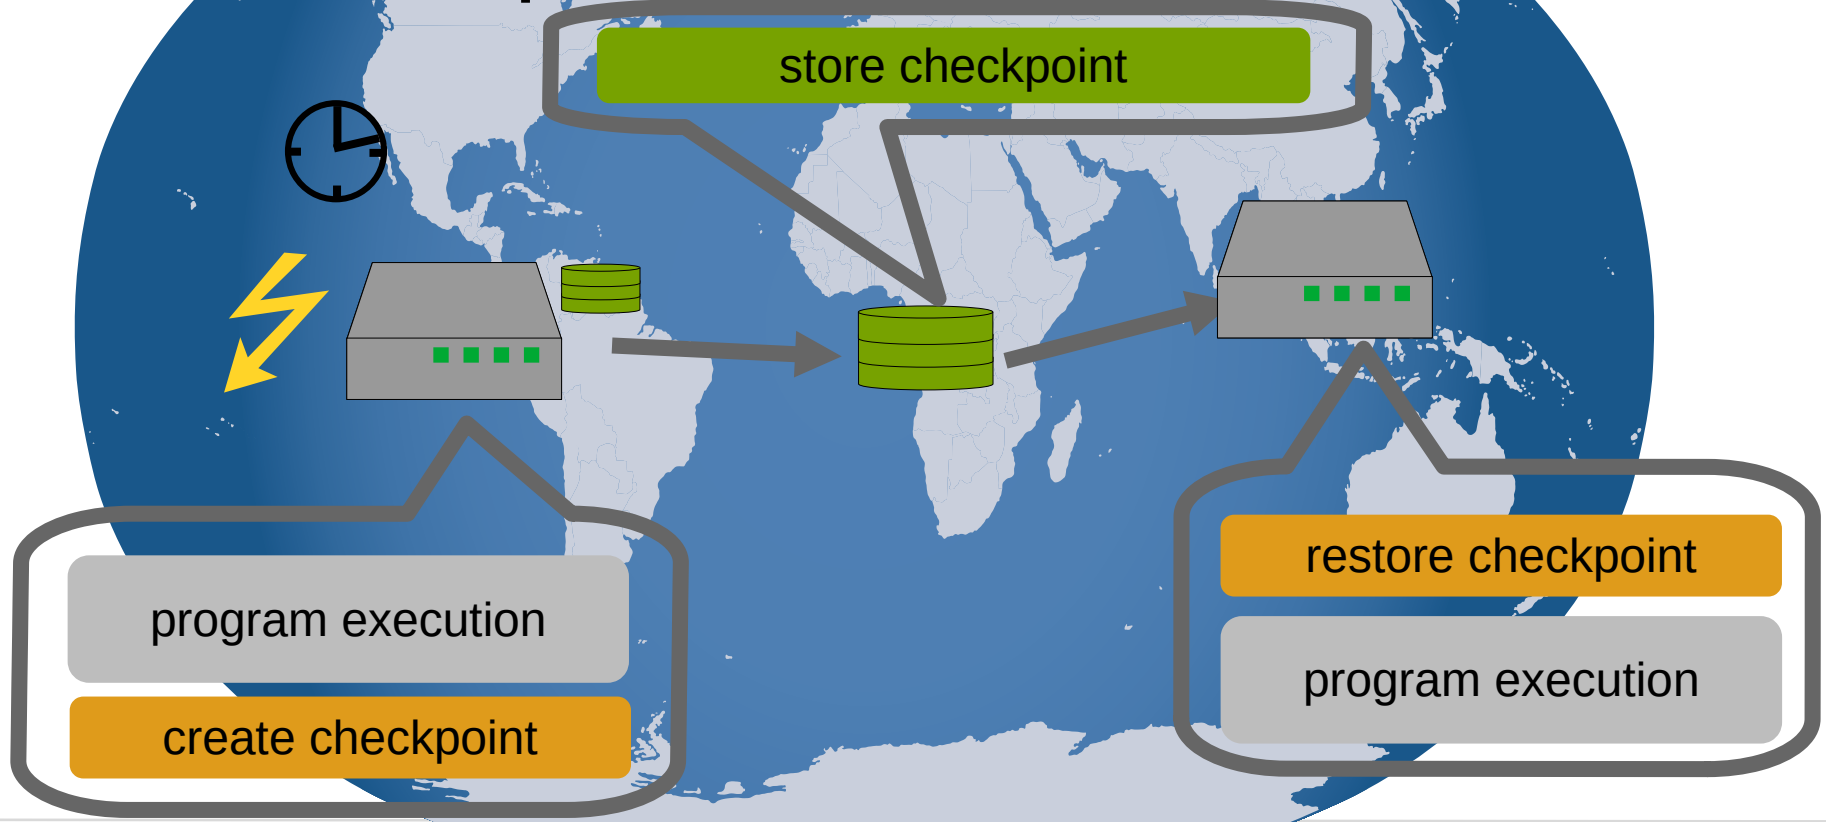 store checkpoint
program execution
create checkpoint
restore checkpoint
program execution